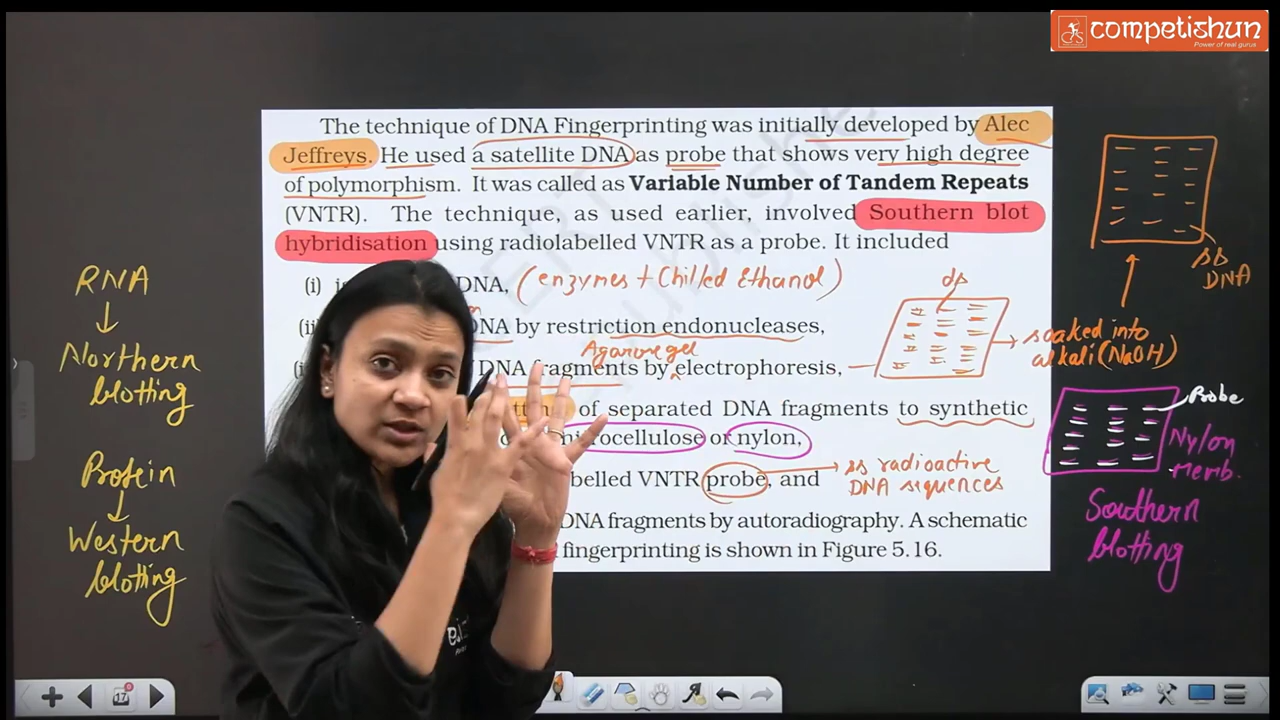 competishun
Power of real gurus
The technique of DNA Fingerprinting was initially developed by Alec
Jeffreys. He used a satellite DNA as probe that shows very high degree
of polymorphism. It was called as Variable Number of Tandem Repeats
(VNTR). The technique, as used earlier, involved Southern blot
hybridisation using radiolabelled VNTR as a probe. It included
(i) DNA, (enzymes + Chilled Ethanol)
(ii DNA by restriction endonucleases,
Agarose gel
DNA fragments by electrophoresis,
of separated DNA fragments to synthetic
nitrocellulose or nylon,
belled VNTR probe, and
ss radioactive
DNA sequences
DNA fragments by autoradiography. A schematic
fingerprinting is shown in Figure 5.16.
RNA
↓
Northern
blotting
Protein
↓
Western
blotting
ss
DNA
ds
soaked into
alkali (NaOH)
Probe
Nylon
Memb.
Southern
blotting
17